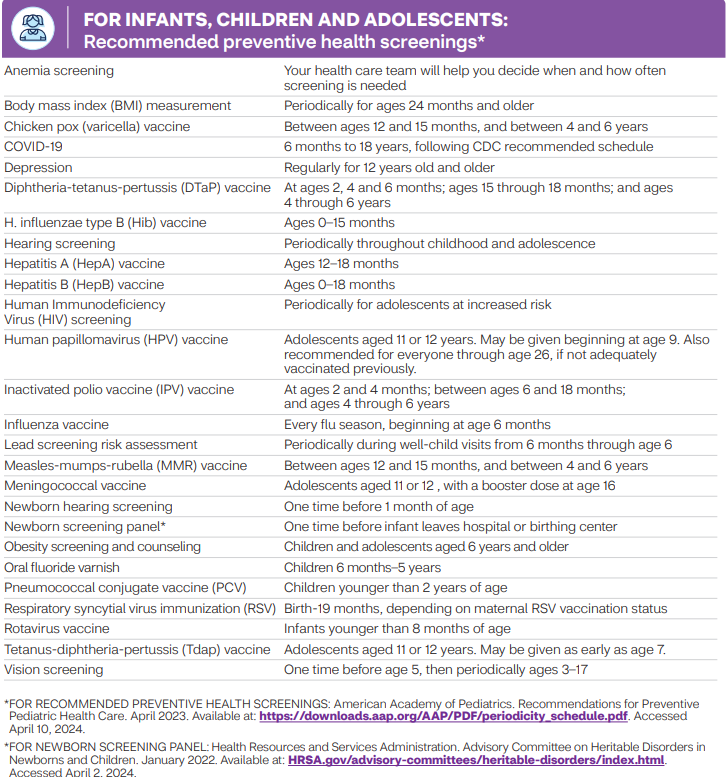 FOR INFANTS, CHILDREN AND ADOLESCENTS:
Recommended preventive health screenings*
Anemia screening Your health care team will help you decide when and how often
screening is needed
Body mass index (BMI) measurement Periodically for ages 24 months and older
Chicken pox (varicella) vaccine Between ages 12 and 15 months, and between 4 and 6 years
COVID-19 6 months to 18 years, following CDC recommended schedule
Depression Regularly for 12 years old and older
Diphtheria-tetanus-pertussis (DTaP) vaccine At ages 2, 4 and 6 months; ages 15 through 18 months; and ages
4 through 6 years
H. influenzae type B (Hib) vaccine Ages 0–15 months
Hearing screening Periodically throughout childhood and adolescence
Hepatitis A (HepA) vaccine Ages 12–18 months
Hepatitis B (HepB) vaccine Ages 0–18 months
Human Immunodeficiency Periodically for adolescents at increased risk
Virus (HIV) screening
Human papillomavirus (HPV) vaccine Adolescents aged 11 or 12 years. May be given beginning at age 9. Also
recommended for everyone through age 26, if not adequately
vaccinated previously.
Inactivated polio vaccine (IPV) vaccine At ages 2 and 4 months; between ages 6 and 18 months;
and ages 4 through 6 years
Influenza vaccine Every flu season, beginning at age 6 months
Lead screening risk assessment Periodically during well-child visits from 6 months through age 6
Measles-mumps-rubella (MMR) vaccine Between ages 12 and 15 months, and between 4 and 6 years
Meningococcal vaccine Adolescents aged 11 or 12 , with a booster dose at age 16
Newborn hearing screening One time before 1 month of age
Newborn screening panel* One time before infant leaves hospital or birthing center
Obesity screening and counseling Children and adolescents aged 6 years and older
Oral fluoride varnish Children 6 months–5 years
Pneumococcal conjugate vaccine (PCV) Children younger than 2 years of age
Respiratory syncytial virus immunization (RSV) Birth-19 months, depending on maternal RSV vaccination status
Rotavirus vaccine Infants younger than 8 months of age
Tetanus-diphtheria-pertussis (Tdap) vaccine Adolescents aged 11 or 12 years. May be given as early as age 7.
Vision screening One time before age 5, then periodically ages 3–17
*FOR RECOMMENDED PREVENTIVE HEALTH SCREENINGS: American Academy of Pediatrics. Recommendations for Preventive
Pediatric Health Care. April 2023. Available at: https://downloads.aap.org/AAP/PDF/periodicity_schedule.pdf. Accessed
April 10, 2024.
*FOR NEWBORN SCREENING PANEL: Health Resources and Services Administration. Advisory Committee on Heritable Disorders in
Newborns and Children. January 2022. Available at: HRSA.gov/advisory-committees/heritable-disorders/index.html.
Accessed April 2, 2024.